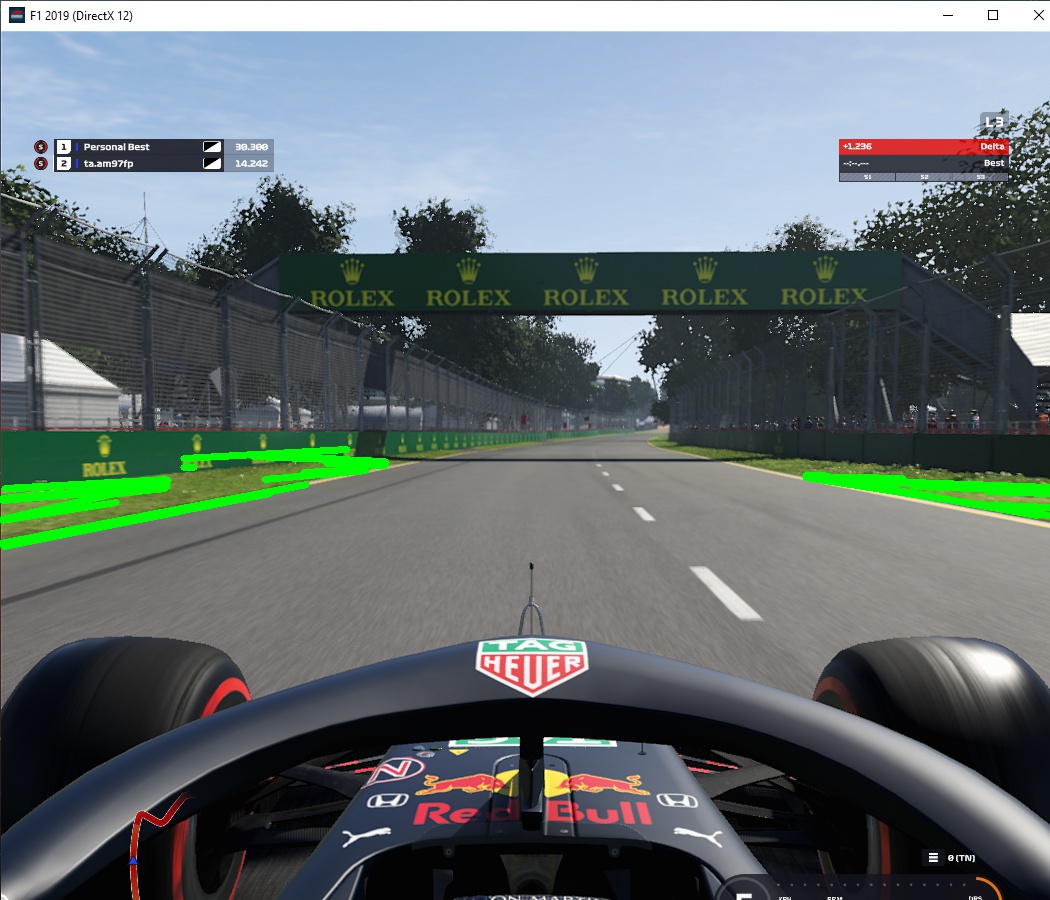 F1 2019 (DirectX 12)
L3
S 1 Personal Best 30.300
S 2 ta.am97fp 14.242
+1.236 Delta
--:--.--- Best
S1 S2 S3
ROLEX ROLEX ROLEX ROLEX ROLEX
ROLEX
TAG
HEUER
Red Bull
0 (TN)